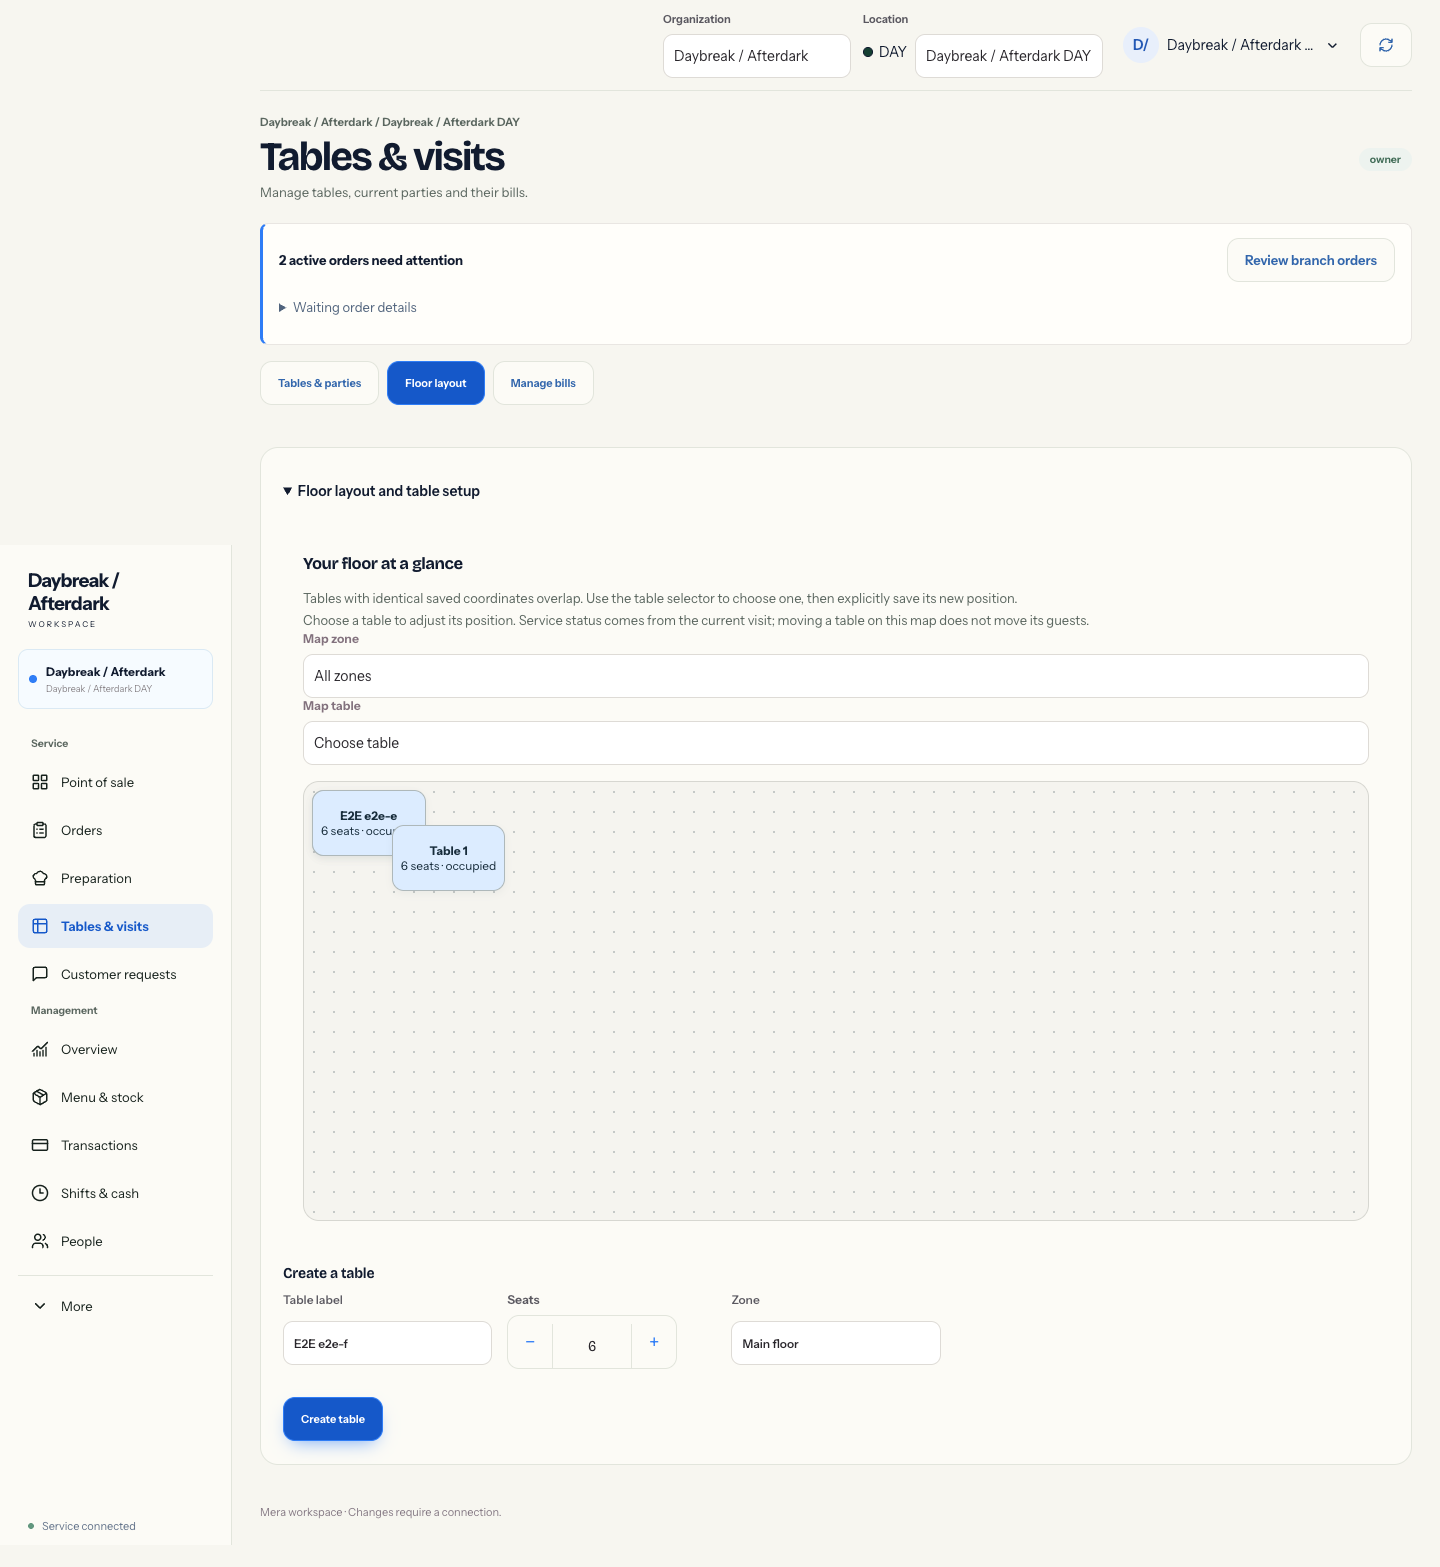 Organization
Location
Daybreak / Afterdark
DAY
Daybreak / Afterdark DAY
D/
Daybreak / Afterdark ...
Daybreak / Afterdark / Daybreak / Afterdark DAY
Tables & visits
owner
Manage tables, current parties and their bills.
2 active orders need attention
Review branch orders
Waiting order details
Tables & parties
Floor layout
Manage bills
Floor layout and table setup
Your floor at a glance
Tables with identical saved coordinates overlap. Use the table selector to choose one, then explicitly save its new position.
Choose a table to adjust its position. Service status comes from the current visit; moving a table on this map does not move its guests.
Map zone
All zones
Map table
Choose table
E2E e2e-e
6 seats ·
Table 1
6 seats · occupied
Create a table
Table label
Seats
Zone
E2E e2e-f
−
6
+
Main floor
Create table
Mera workspace · Changes require a connection.
Daybreak /
Afterdark
WORKSPACE
Daybreak / Afterdark
Daybreak / Afterdark DAY
Service
Point of sale
Orders
Preparation
Tables & visits
Customer requests
Management
Overview
Menu & stock
Transactions
Shifts & cash
People
More
Service connected